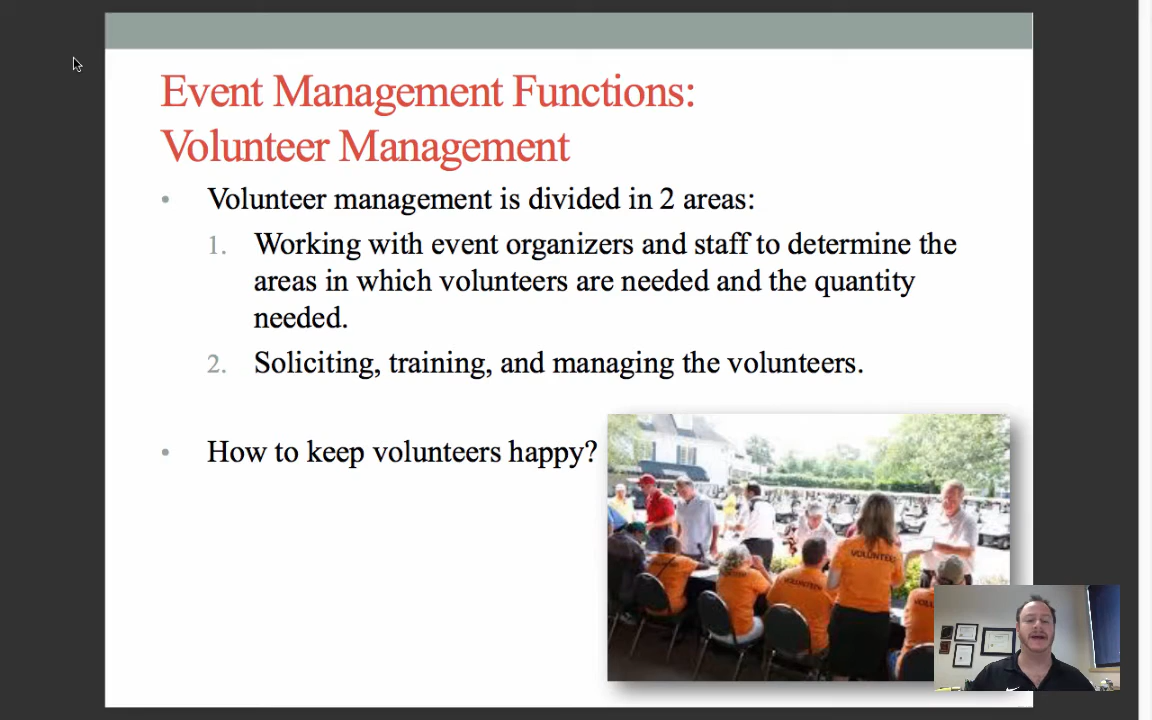 Event Management Functions:
Volunteer Management
• Volunteer management is divided in 2 areas:
1. Working with event organizers and staff to determine the
areas in which volunteers are needed and the quantity
needed.
2. Soliciting, training, and managing the volunteers.
• How to keep volunteers happy?
VOLUNTEER
VOLUNTEER